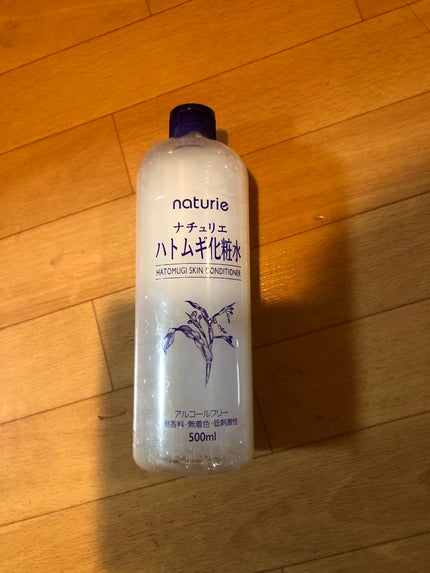 naturie
ナチュリエ
ハトムギ化粧水
HATOMUGI SKIN CONDITIONER
アルコールフリー
無香料・無着色・低刺激性
500ml